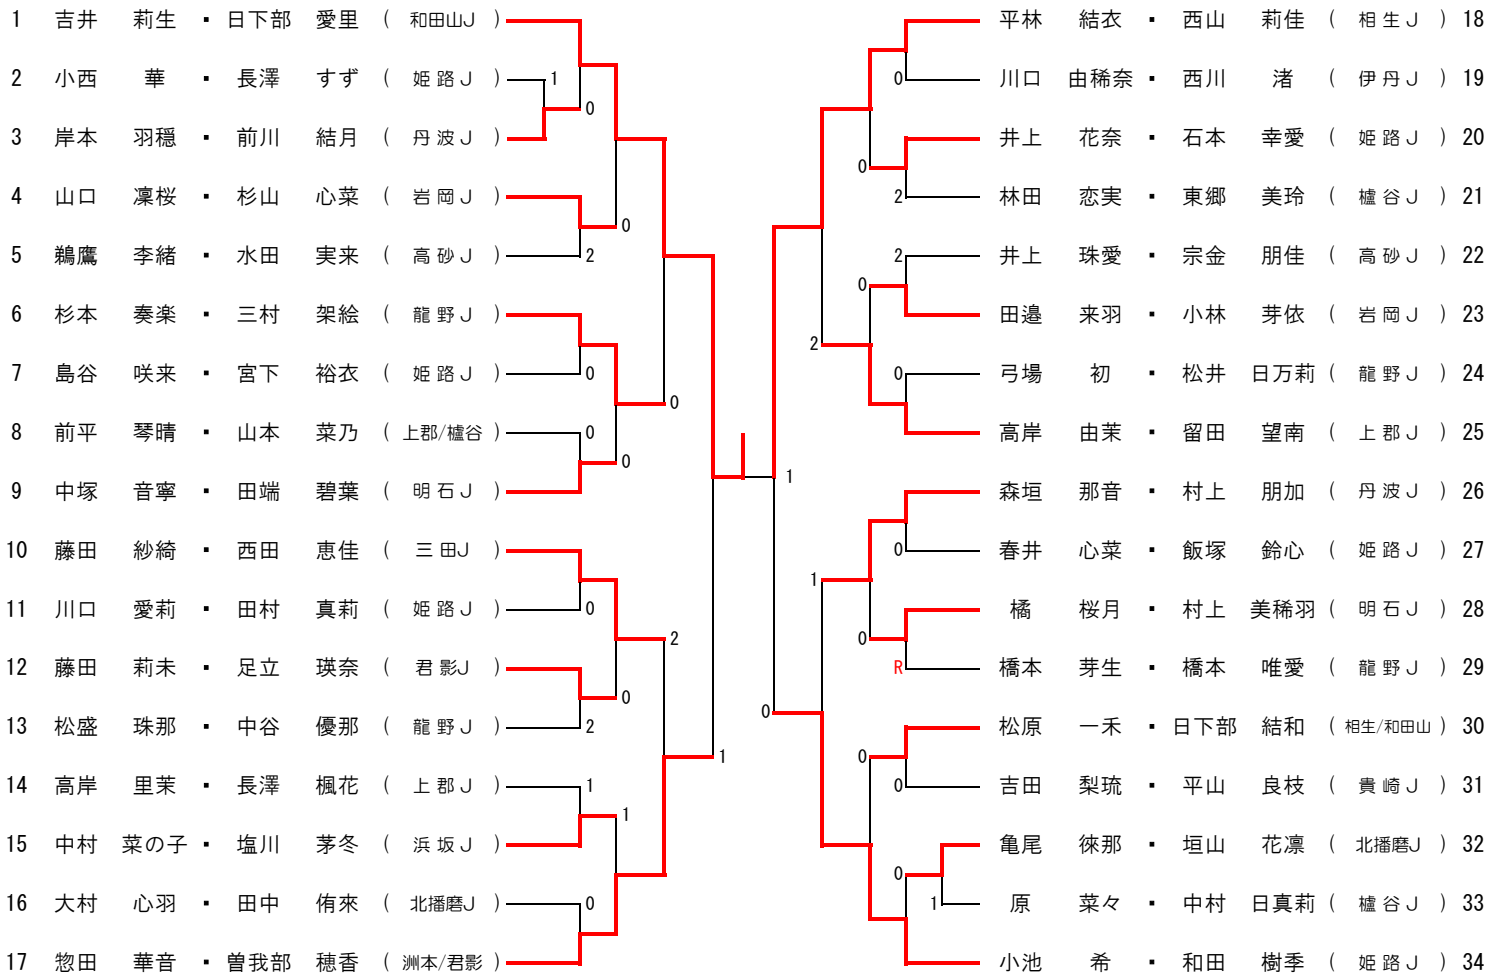 1 吉井 莉生 ・ 日下部 愛里 ( 和田山J )
2 小西 華 ・ 長澤 すず ( 姫路J ) 1
0
3 岸本 羽穏 ・ 前川 結月 ( 丹波J )
4 山口 凜桜 ・ 杉山 心菜 ( 岩岡J )
0
5 鵜鷹 李緒 ・ 水田 実来 ( 高砂J ) 2
6 杉本 奏楽 ・ 三村 架絵 ( 龍野J )
7 島谷 咲来 ・ 宮下 裕衣 ( 姫路J ) 0
0
8 前平 琴晴 ・ 山本 菜乃 ( 上郡/櫨谷 ) 0
0
9 中塚 音寧 ・ 田端 碧葉 ( 明石J )
10 藤田 紗綺 ・ 西田 恵佳 ( 三田J )
11 川口 愛莉 ・ 田村 真莉 ( 姫路J ) 0
2
12 藤田 莉未 ・ 足立 瑛奈 ( 君影J )
0
13 松盛 珠那 ・ 中谷 優那 ( 龍野J ) 2
1
14 高岸 里茉 ・ 長澤 楓花 ( 上郡J ) 1
1
15 中村 菜の子 ・ 塩川 茅冬 ( 浜坂J )
16 大村 心羽 ・ 田中 侑來 ( 北播磨J ) 0
17 惣田 華音 ・ 曽我部 穂香 ( 洲本/君影 )
平林 結衣 ・ 西山 莉佳 ( 相生J ) 18
0 川口 由稀奈 ・ 西川 渚 ( 伊丹J ) 19
井上 花奈 ・ 石本 幸愛 ( 姫路J ) 20
0
2 林田 恋実 ・ 東郷 美玲 ( 櫨谷J ) 21
2 井上 珠愛 ・ 宗金 朋佳 ( 高砂J ) 22
0
田邉 来羽 ・ 小林 芽依 ( 岩岡J ) 23
2
0 弓場 初 ・ 松井 日万莉 ( 龍野J ) 24
高岸 由茉 ・ 留田 望南 ( 上郡J ) 25
1
森垣 那音 ・ 村上 朋加 ( 丹波J ) 26
0 春井 心菜 ・ 飯塚 鈴心 ( 姫路J ) 27
1
橘 桜月 ・ 村上 美稀羽 ( 明石J ) 28
0
R 橋本 芽生 ・ 橋本 唯愛 ( 龍野J ) 29
0
松原 一禾 ・ 日下部 結和 ( 相生/和田山 ) 30
0
0 吉田 梨琉 ・ 平山 良枝 ( 貴崎J ) 31
亀尾 徠那 ・ 垣山 花凛 ( 北播磨J ) 32
0
1 原 菜々 ・ 中村 日真莉 ( 櫨谷J ) 33
小池 希 ・ 和田 樹季 ( 姫路J ) 34